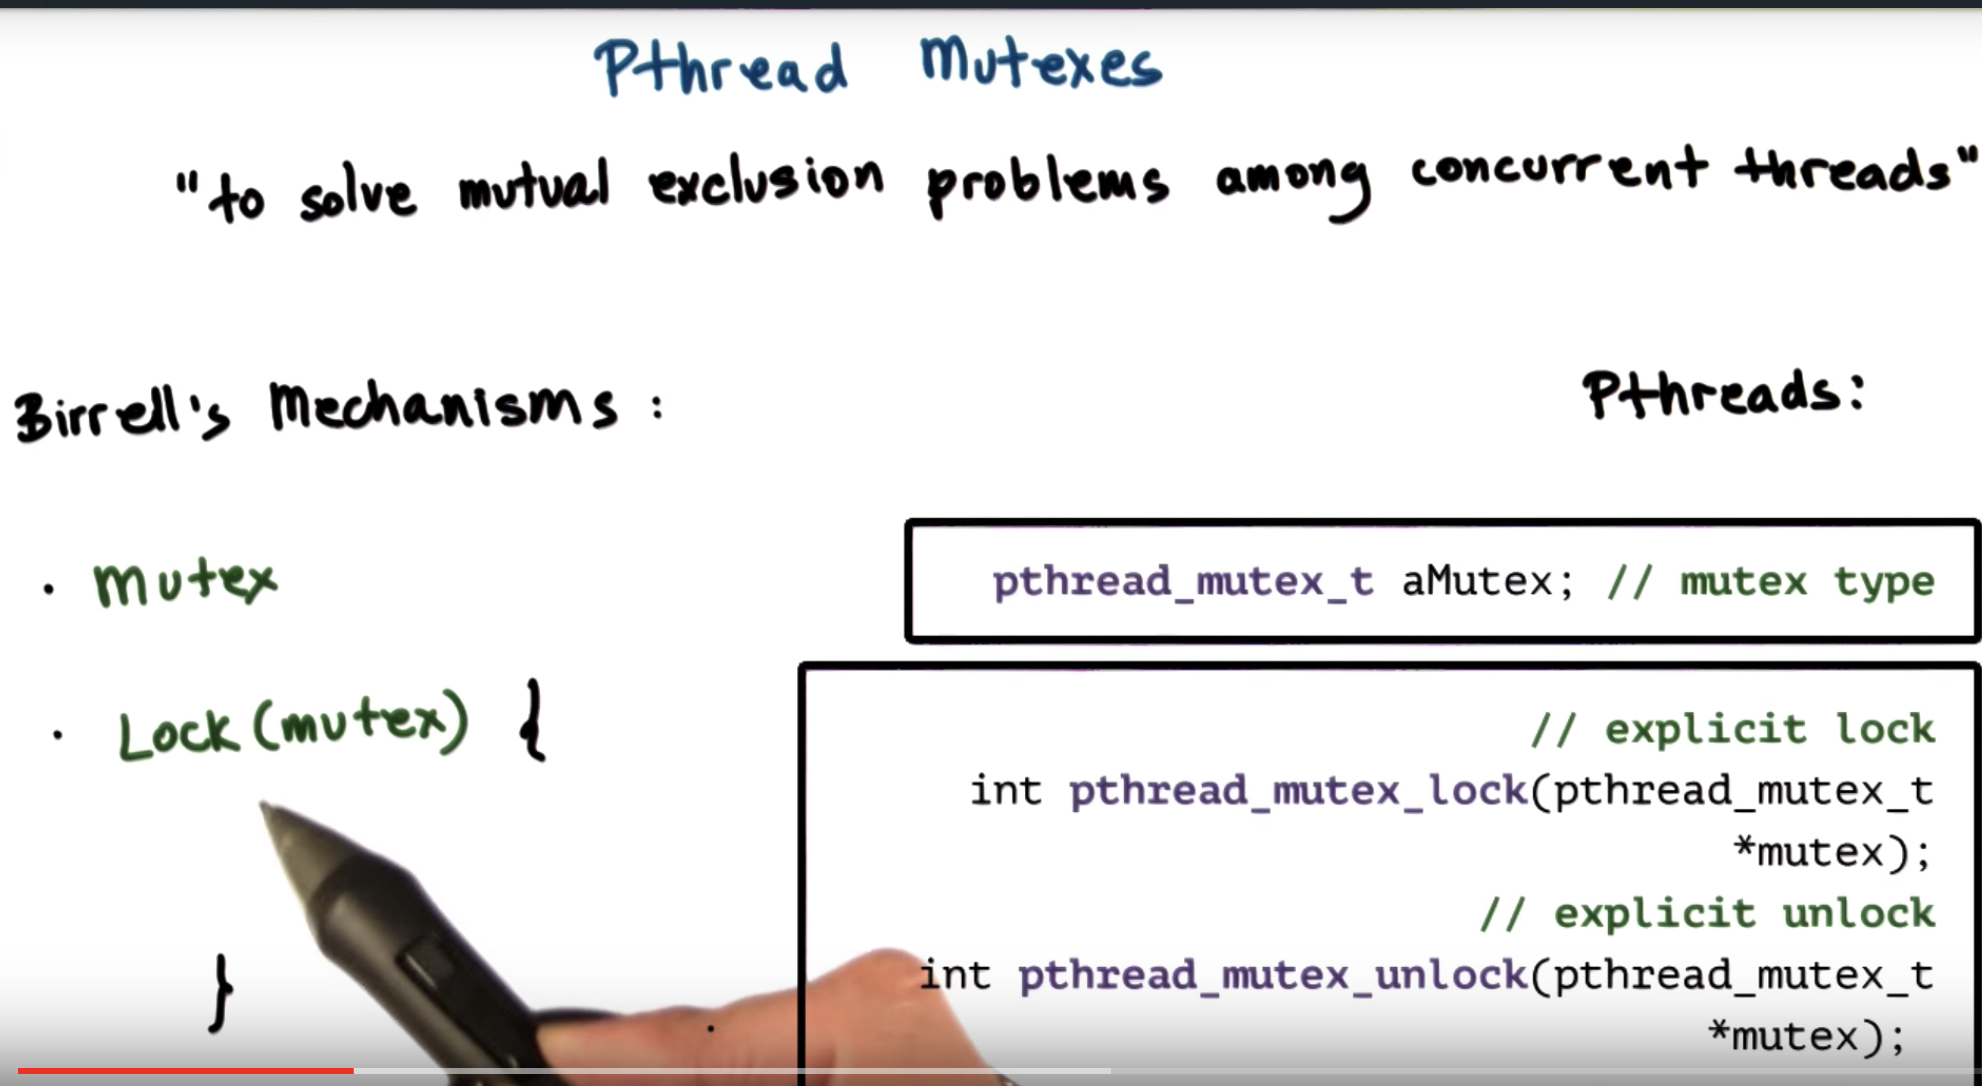 Pthread Mutexes
"to solve mutual exclusion problems among concurrent threads"
Birrell's Mechanisms :
Pthreads:
• mutex
pthread_mutex_t aMutex; // mutex type
• Lock(mutex) {
}
// explicit lock
int pthread_mutex_lock(pthread_mutex_t
*mutex);
// explicit unlock
int pthread_mutex_unlock(pthread_mutex_t
*mutex);